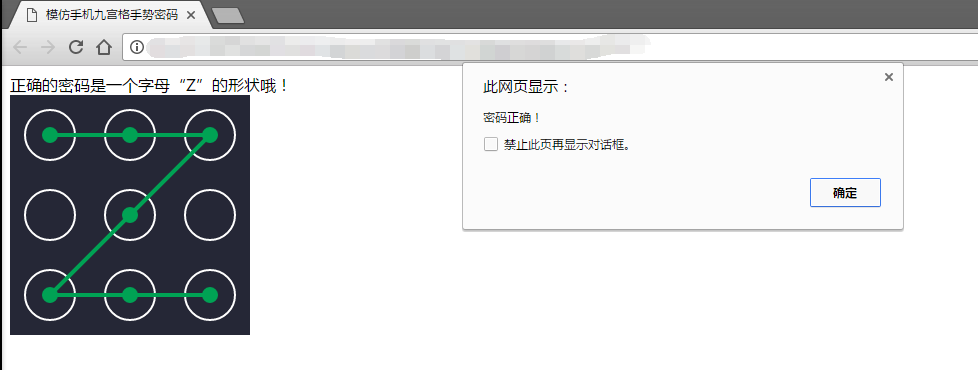 模仿手机九宫格手势密码
正确的密码是一个字母“Z”的形状哦！
此网页显示：
密码正确！
禁止此页再显示对话框。
确定